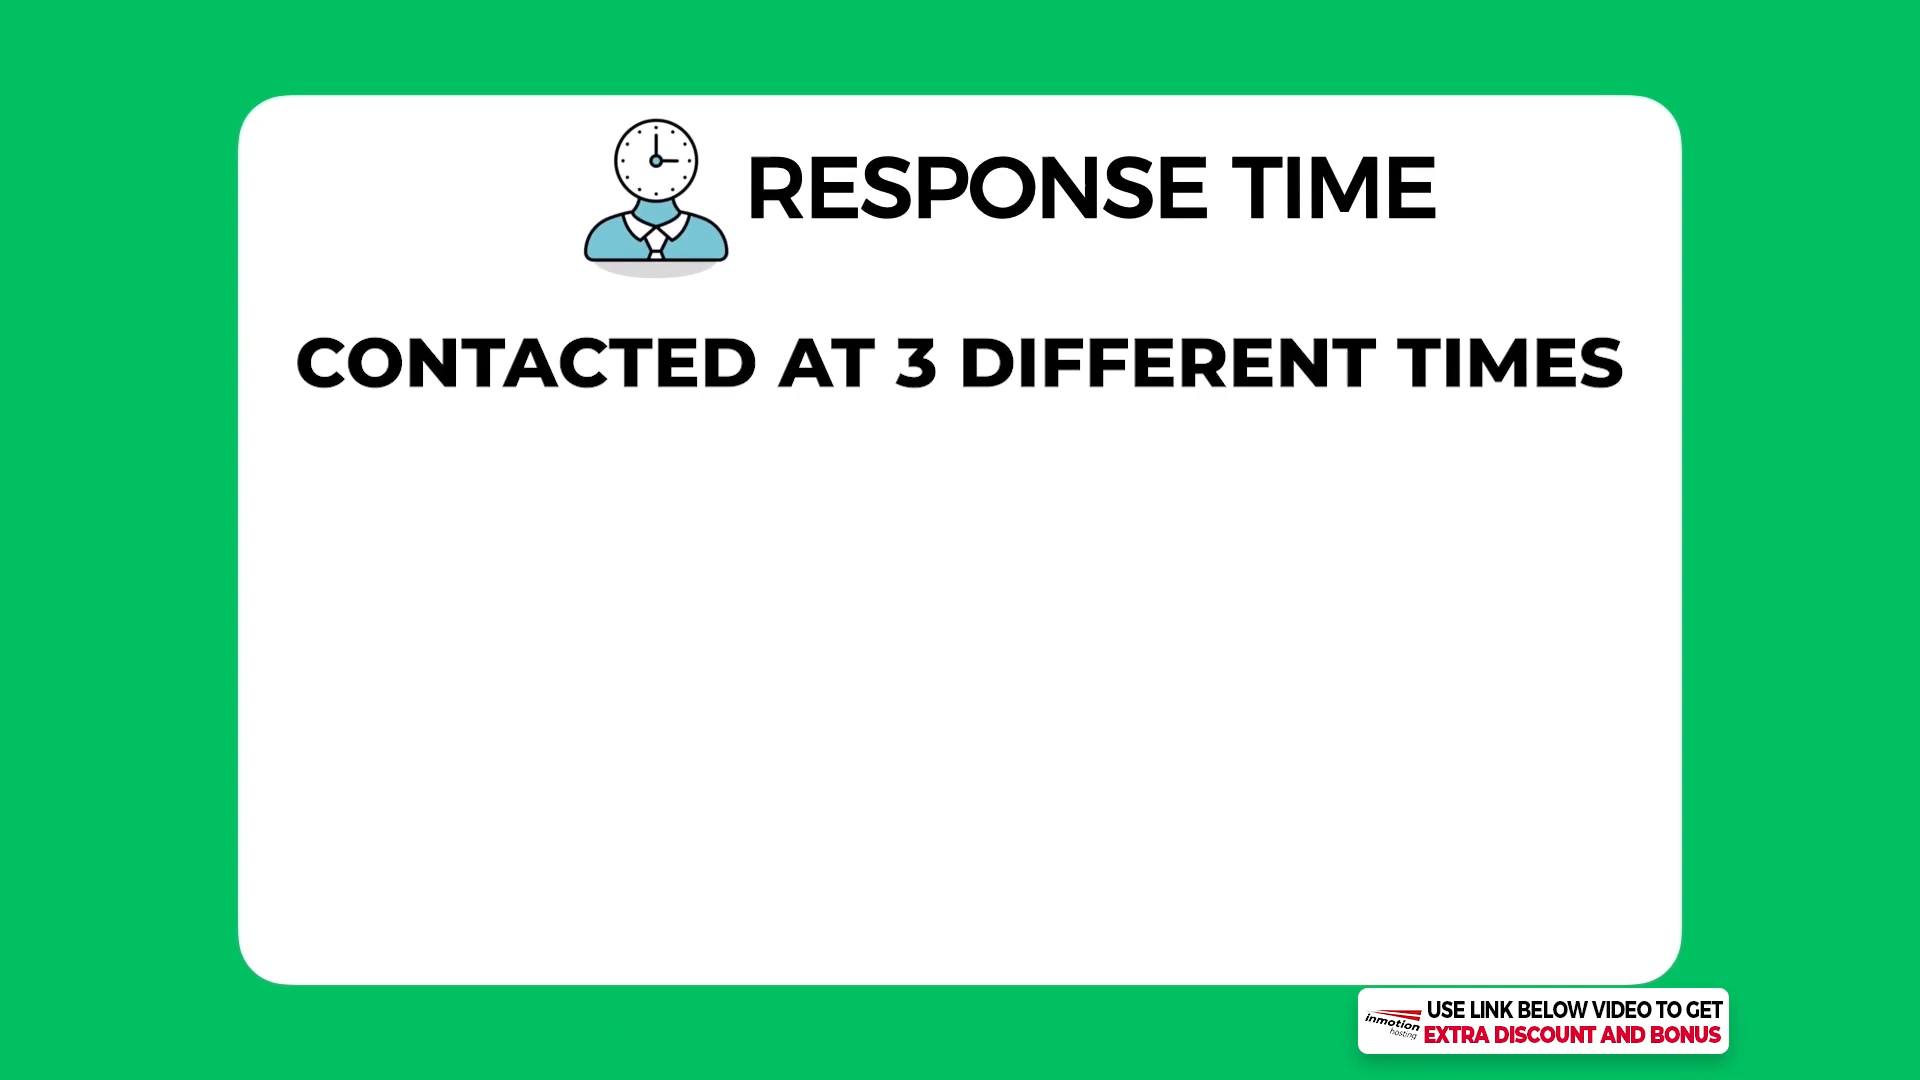 RESPONSE TIME
CONTACTED AT 3 DIFFERENT TIMES
inmotion
hosting
USE LINK BELOW VIDEO TO GET
EXTRA DISCOUNT AND BONUS